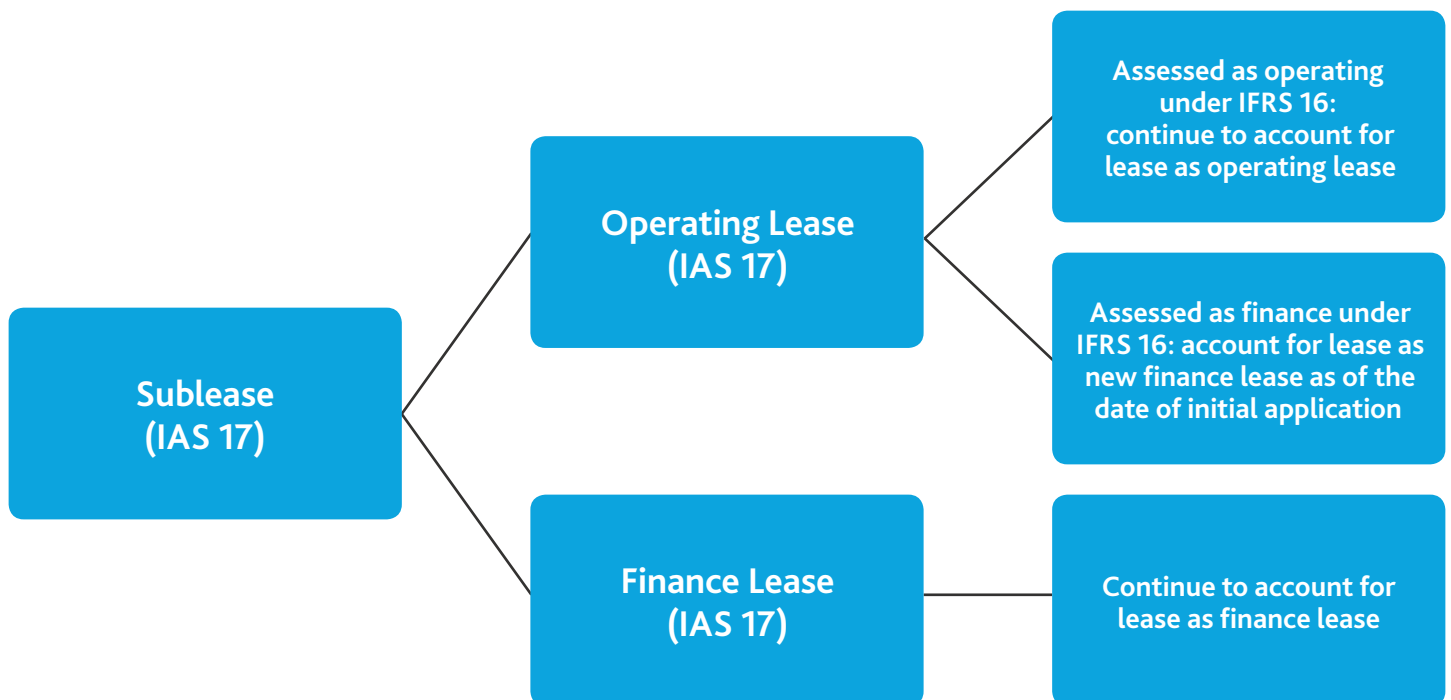 Sublease
(IAS 17)
Operating Lease
(IAS 17)
Finance Lease
(IAS 17)
Assessed as operating
under IFRS 16:
continue to account for
lease as operating lease
Assessed as finance under
IFRS 16: account for lease as
new finance lease as of the
date of initial application
Continue to account for
lease as finance lease